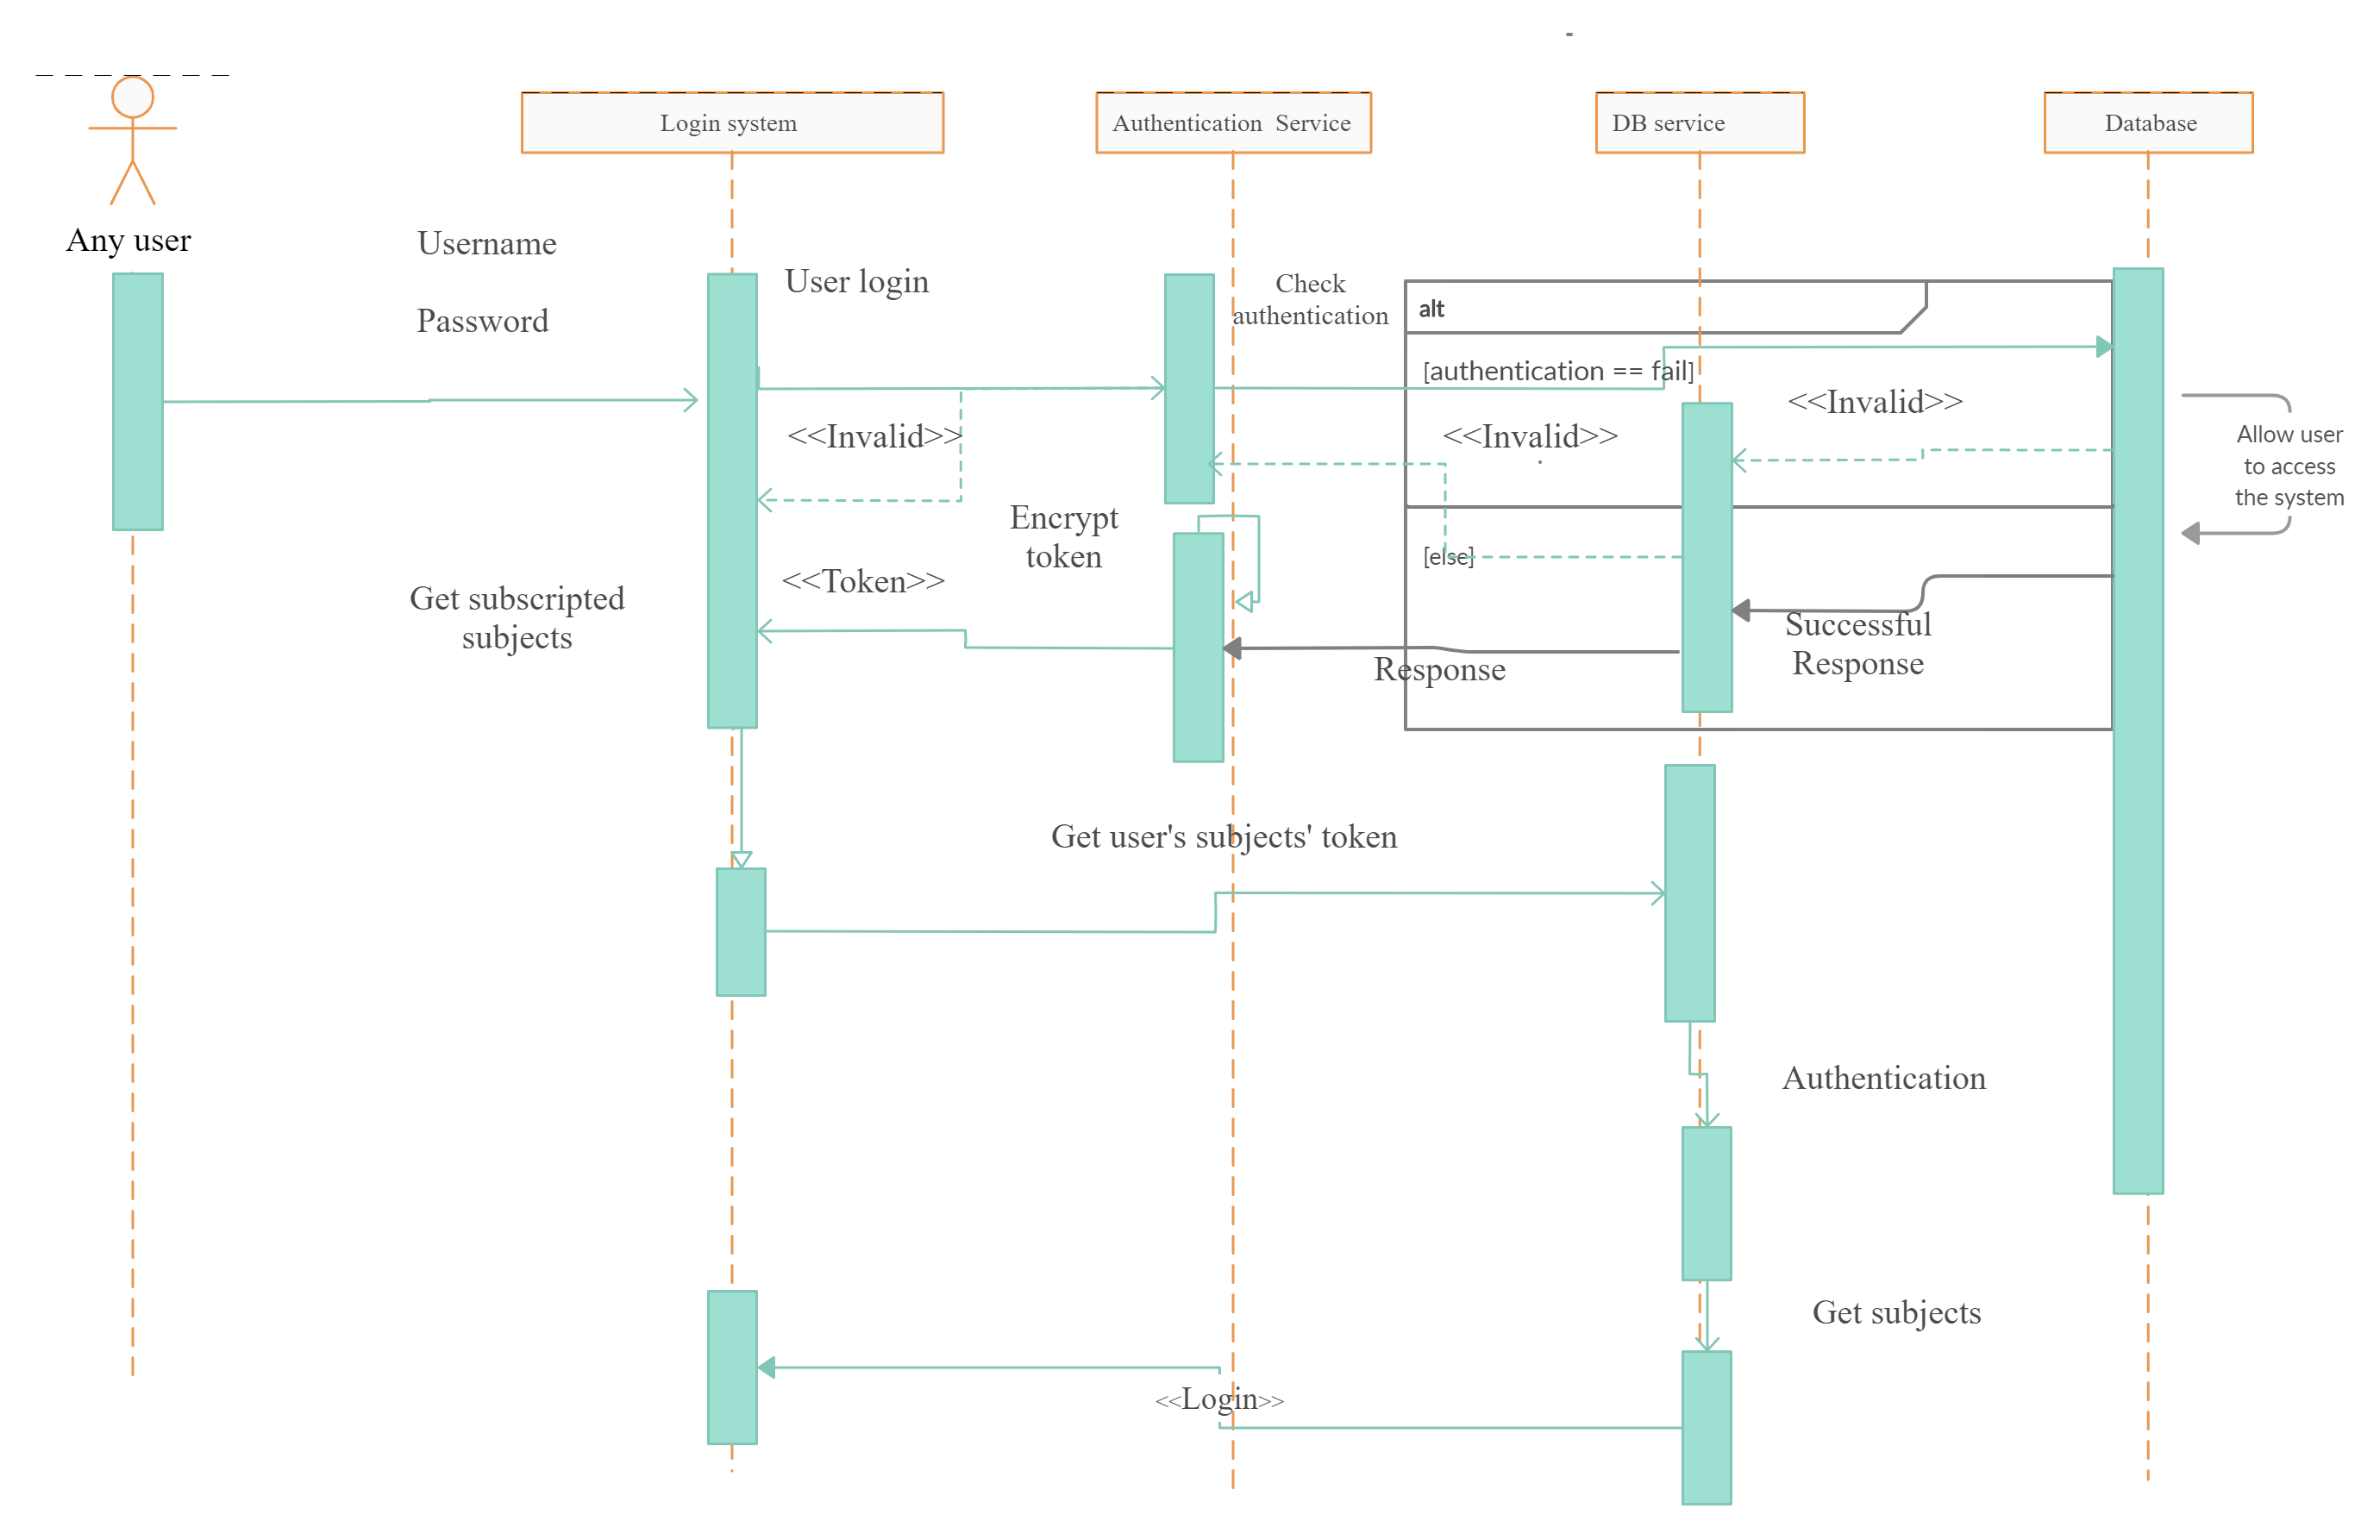 Login system
Authentication  Service
DB service
Database
Any user
Username
Password
User login
Check
authentication
alt
[authentication == fail]
<<Invalid>>
<<Invalid>>
<<Invalid>>
Allow user
to access
the system
Encrypt
token
[else]
<<Token>>
Get subscripted
subjects
Successful
Response
Response
Get user's subjects' token
Authentication
Get subjects
<<Login>>